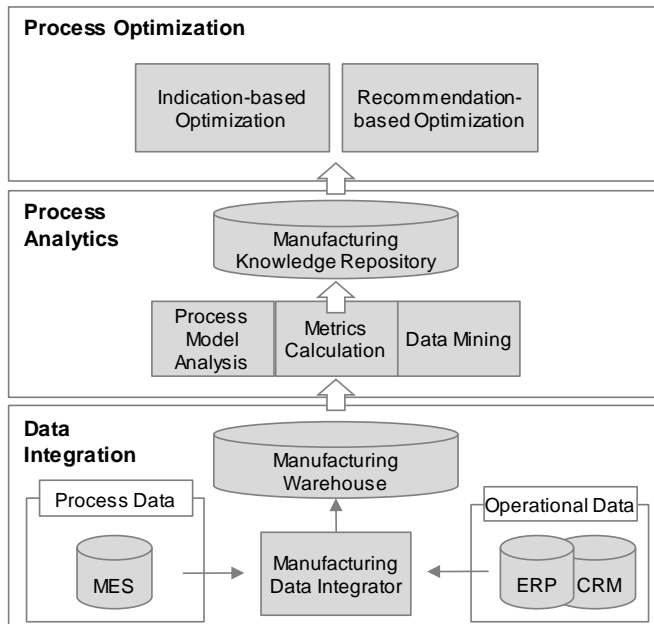 Process Optimization
Indication-based
Optimization
Recommendation-
based Optimization
Process
Analytics
Manufacturing
Knowledge Repository
Process
Model
Analysis
Metrics
Calculation
Data Mining
Data
Integration
Manufacturing
Warehouse
Process Data
Operational Data
MES
Manufacturing
Data Integrator
ERP
CRM